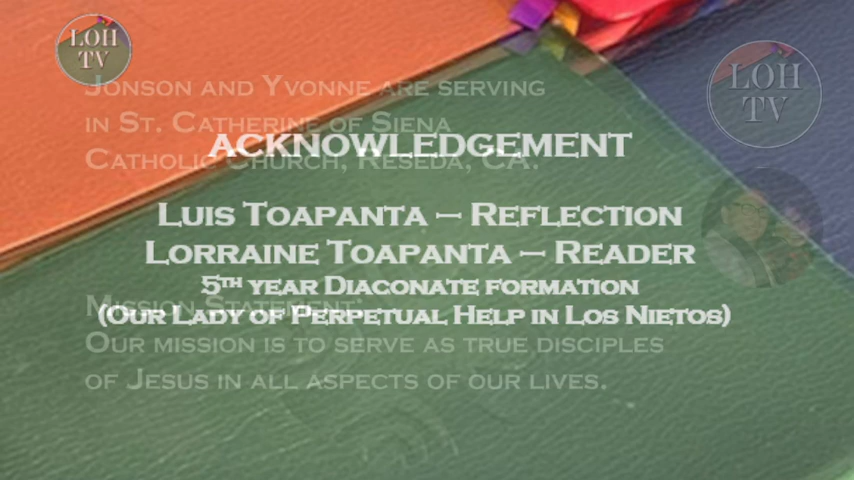 LOH
TV
LOH
TV
Jonson and Yvonne are serving
in St. Catherine of Siena
Catholic Church, Reseda, CA.
Acknowledgement
Luis Toapanta – Reflection
Lorraine Toapanta – Reader
5th year Diaconate formation
(Our Lady of Perpetual Help in Los Nietos)
Mission Statement:
Our mission is to serve as true disciples
of Jesus in all aspects of our lives.